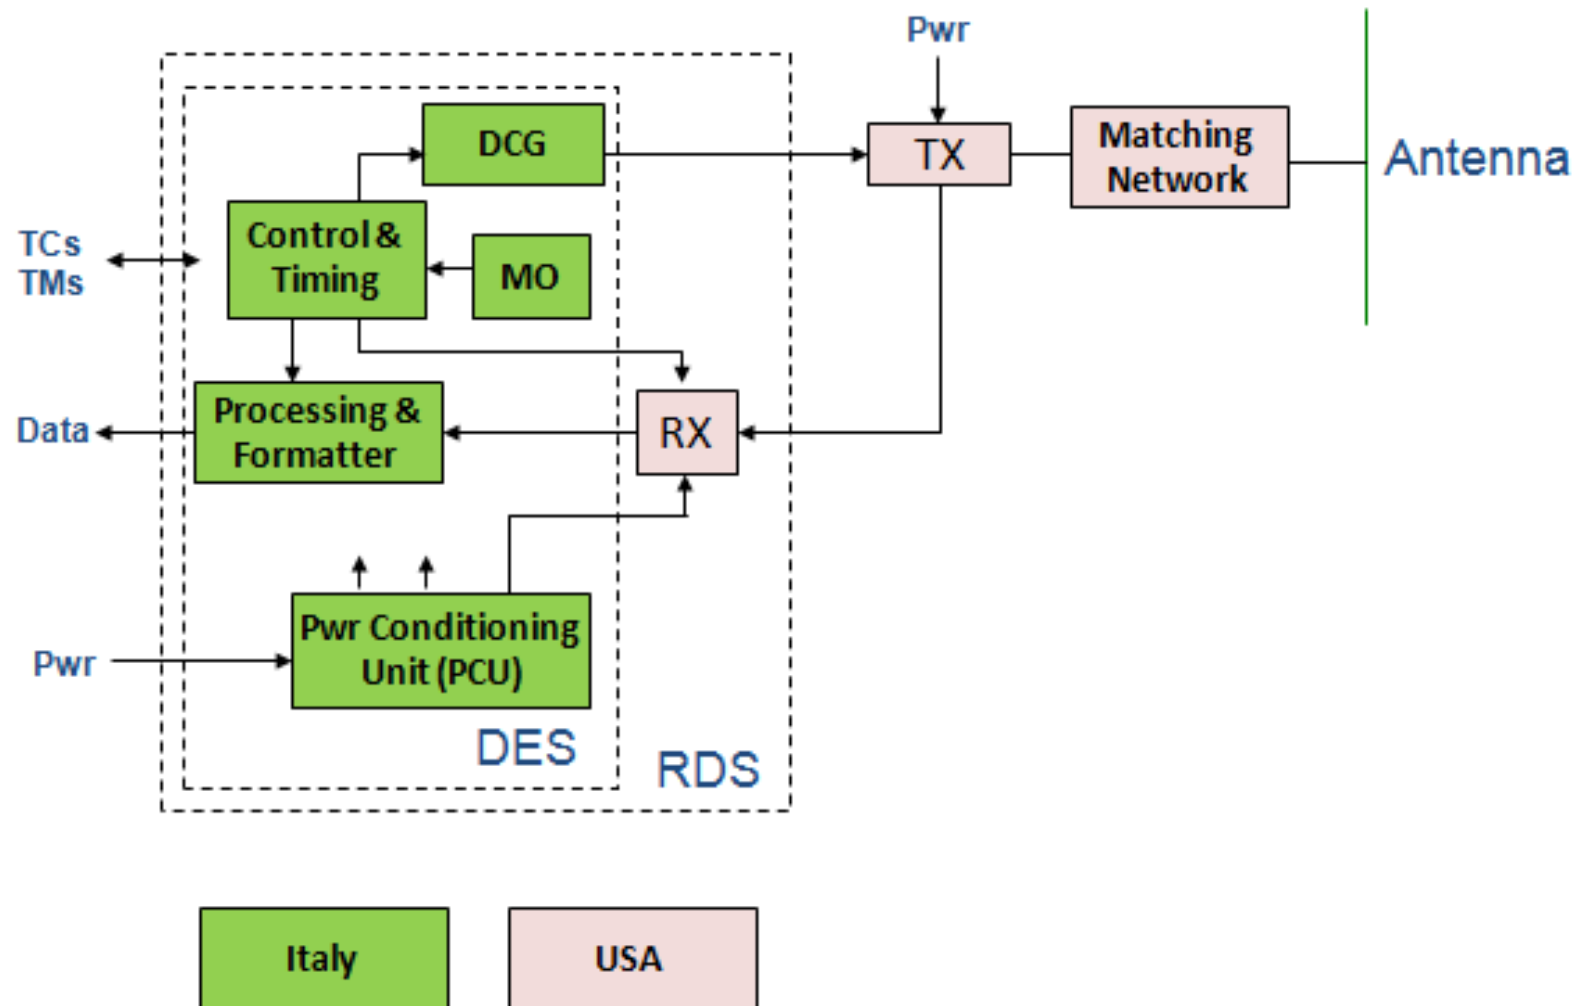 Pwr
DCG
TX
Matching
Network
Antenna
Control &
Timing
MO
TCs
TMs
Processing &
Formatter
RX
Data
Pwr Conditioning
Unit (PCU)
Pwr
DES
RDS
Italy
USA